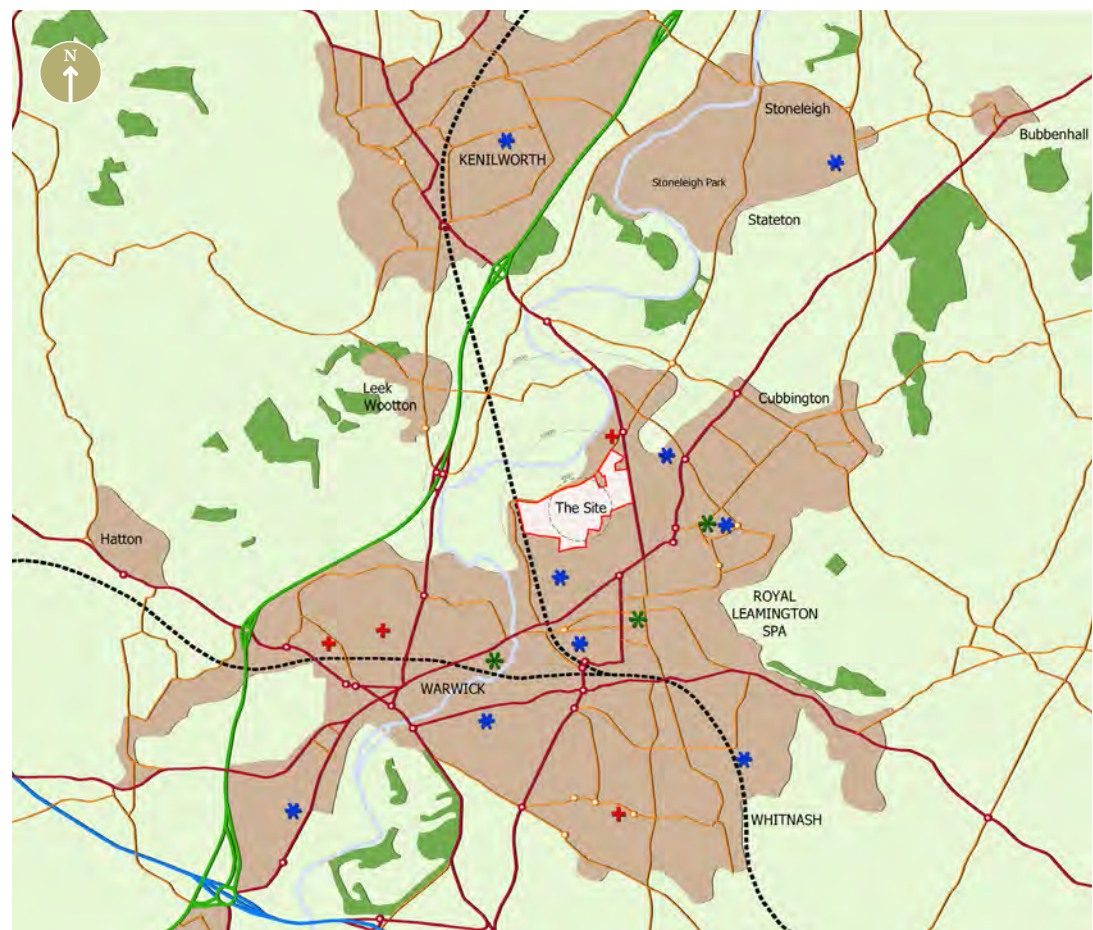 N
Stoneleigh
Bubbenhall
KENILWORTH
Stoneleigh Park
Stateton
Leek
Wootton
Cubbington
The Site
Hatton
ROYAL
LEAMINGTON
SPA
WARWICK
WHITNASH